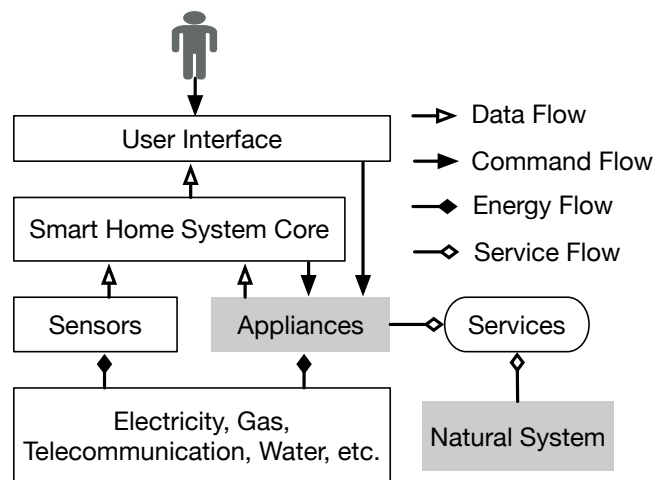 User Interface
Data Flow
Command Flow
Energy Flow
Service Flow
Smart Home System Core
Sensors
Appliances
Services
Electricity, Gas,
Telecommunication, Water, etc.
Natural System